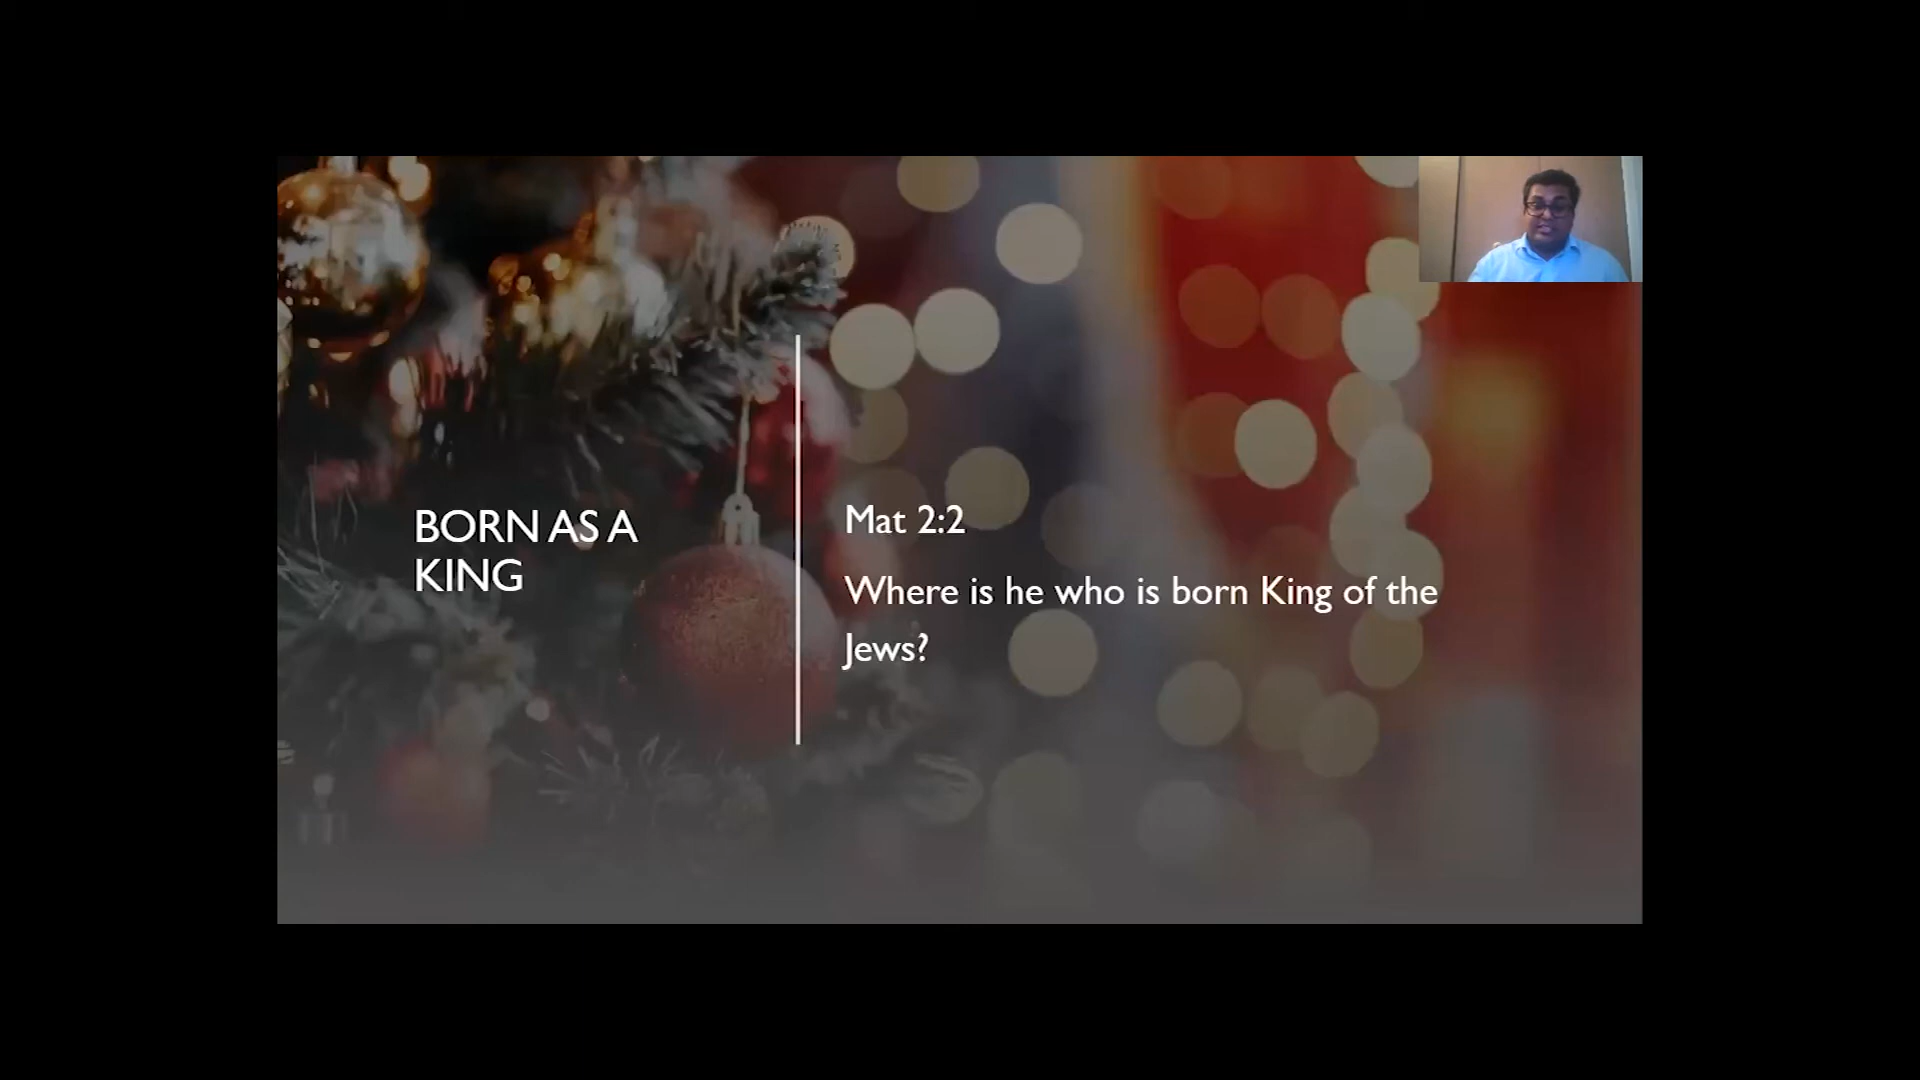 BORN AS A
KING
Mat 2:2
Where is he who is born King of the
Jews?